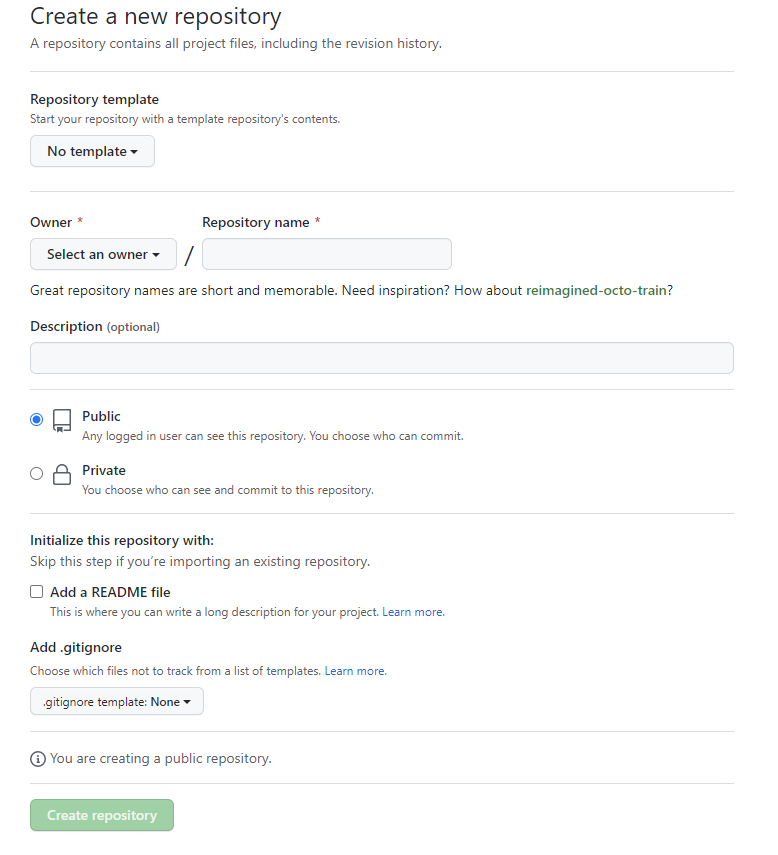 Create a new repository
A repository contains all project files, including the revision history.
Repository template
Start your repository with a template repository's contents.
No template
Owner * Repository name *
Select an owner /
Great repository names are short and memorable. Need inspiration? How about reimagined-octo-train?
Description (optional)
Public
Any logged in user can see this repository. You choose who can commit.
Private
You choose who can see and commit to this repository.
Initialize this repository with:
Skip this step if you’re importing an existing repository.
Add a README file
This is where you can write a long description for your project. Learn more.
Add .gitignore
Choose which files not to track from a list of templates. Learn more.
.gitignore template: None
You are creating a public repository.
Create repository